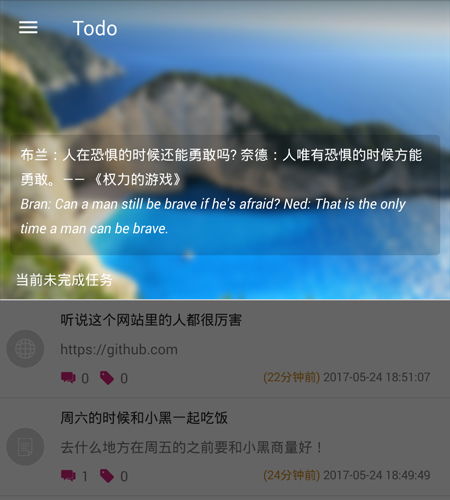 Todo
布兰：人在恐惧的时候还能勇敢吗? 奈德：人唯有恐惧的时候方能
勇敢。—— 《权力的游戏》
Bran: Can a man still be brave if he's afraid? Ned: That is the only
time a man can be brave.
当前未完成任务
听说这个网站里的人都很厉害
https://github.com
0 0 (22分钟前) 2017-05-24 18:51:07
周六的时候和小黑一起吃饭
去什么地方在周五的之前要和小黑商量好！
1 0 (24分钟前) 2017-05-24 18:49:49